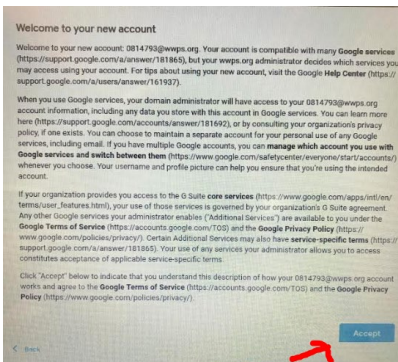 Welcome to your new account
Welcome to your new account: 0814793@wwps.org. Your account is compatible with many Google services
(https://support.google.com/a/answer/181865), but your wwps.org administrator decides which services you
may access using your account. For tips about using your new account, visit the Google Help Center (https://
support.google.com/a/users/answer/161937).
When you use Google services, your domain administrator will have access to your 0814793@wwps.org
account information, including any data you store with this account in Google services. You can learn more
here (https://support.google.com/accounts/answer/181692), or by consulting your organization's privacy
policy, if one exists. You can choose to maintain a separate account for your personal use of any Google
services, including email. If you have multiple Google accounts, you can manage which account you use with
Google services and switch between them (https://www.google.com/safetycenter/everyone/start/accounts/)
whenever you choose. Your username and profile picture can help you ensure that you're using the intended
account.
If your organization provides you access to the G Suite core services (https://www.google.com/apps/intl/en/
terms/user_features.html), your use of those services is governed by your organization's G Suite agreement.
Any other Google services your administrator enables ("Additional Services") are available to you under the
Google Terms of Service (https://accounts.google.com/TOS) and the Google Privacy Policy (https://
www.google.com/policies/privacy/). Certain Additional Services may also have service-specific terms (https://
support.google.com/a/answer/181865). Your use of any services your administrator allows you to access
constitutes acceptance of applicable service-specific terms.
Click "Accept" below to indicate that you understand this description of how your 0814793@wwps.org account
works and agree to the Google Terms of Service (https://accounts.google.com/TOS) and the Google Privacy
Policy (https://www.google.com/policies/privacy/).
Accept
Back